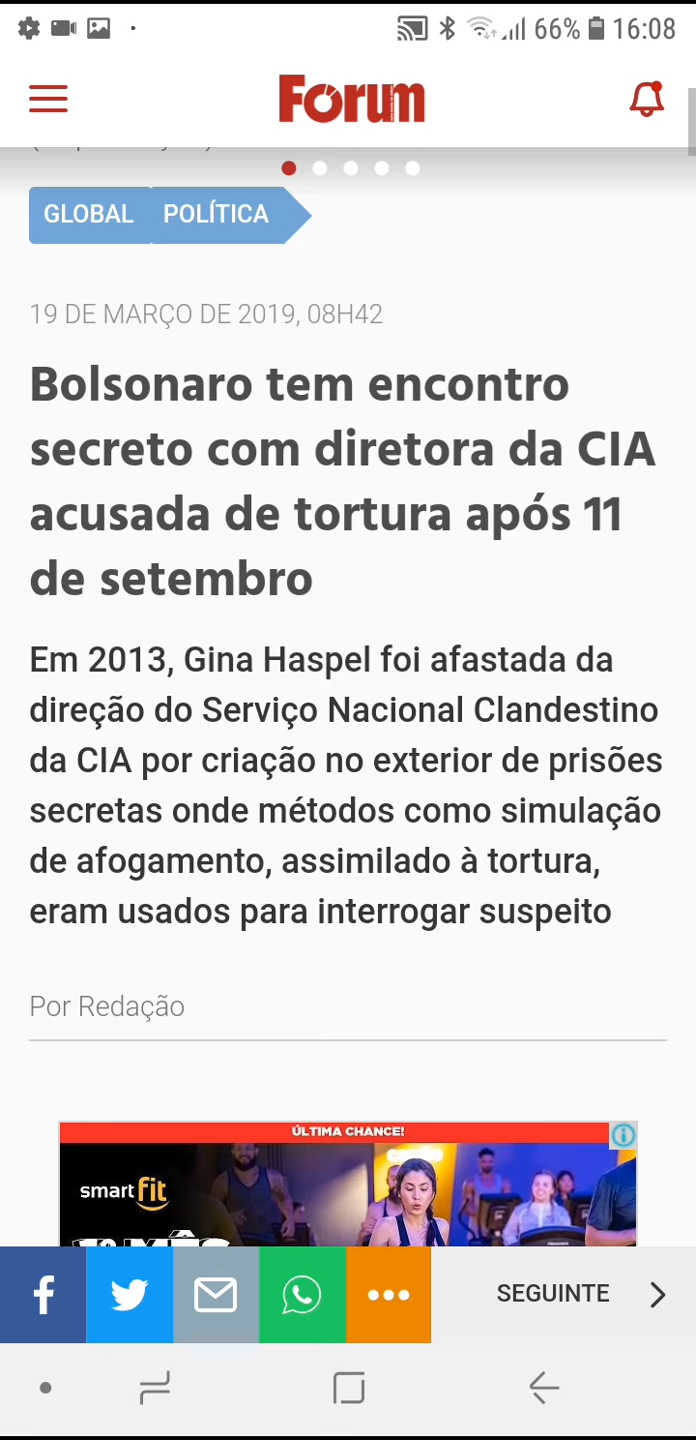 66% 16:08
Forum
GLOBAL POLÍTICA
19 DE MARÇO DE 2019, 08H42
Bolsonaro tem encontro
secreto com diretora da CIA
acusada de tortura após 11
de setembro
Em 2013, Gina Haspel foi afastada da
direção do Serviço Nacional Clandestino
da CIA por criação no exterior de prisões
secretas onde métodos como simulação
de afogamento, assimilado à tortura,
eram usados para interrogar suspeito
Por Redação
ÚLTIMA CHANCE!
smart fit
1º MÊS
SEGUINTE